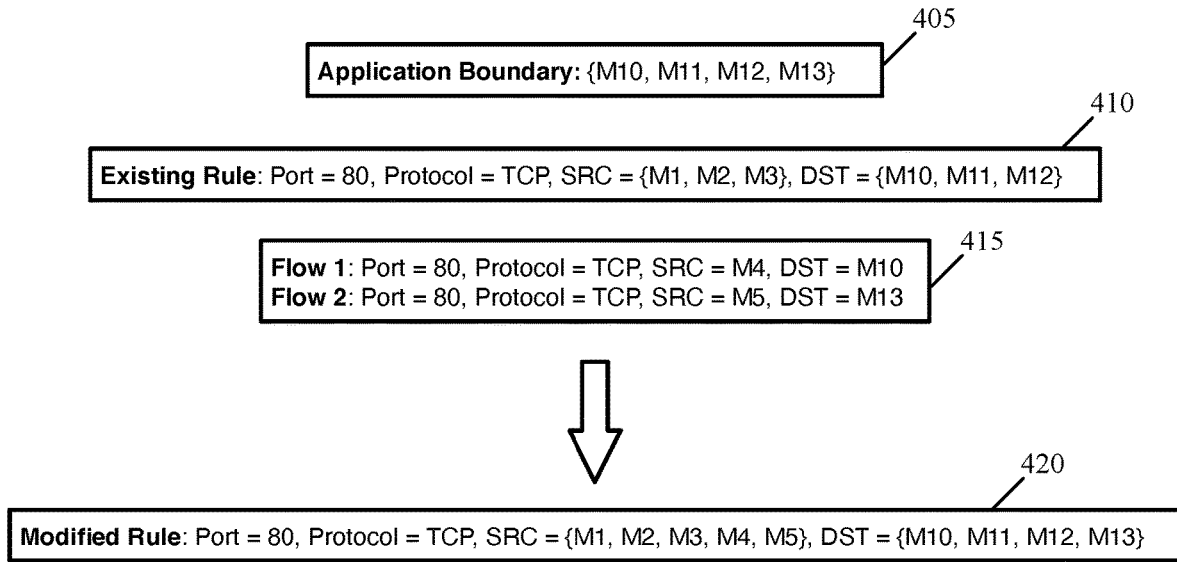 405
Application Boundary: {M10, M11, M12, M13}
410
Existing Rule: Port = 80, Protocol = TCP, SRC = {M1, M2, M3}, DST = {M10, M11, M12}
415
Flow 1: Port = 80, Protocol = TCP, SRC = M4, DST = M10
Flow 2: Port = 80, Protocol = TCP, SRC = M5, DST = M13
420
Modified Rule: Port = 80, Protocol = TCP, SRC = {M1, M2, M3, M4, M5}, DST = {M10, M11, M12, M13}